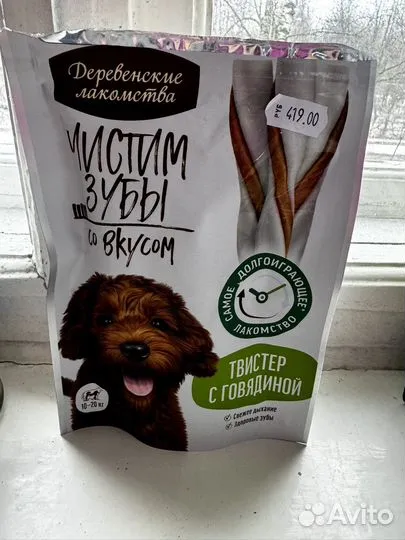 Деревенские
лакомства
РУБ
419.00
ЧИСТИМ
ЗУБЫ
со вкусом
САМОЕ ДОЛГОИГРАЮЩЕЕ*
ЛАКОМСТВО
ТВИСТЕР
С ГОВЯДИНОЙ
Свежее дыхание
Здоровые зубы
10-20 кг
Avito